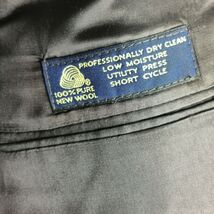 PROFESSIONALLY DRY CLEAN
LOW MOISTURE
UTILITY PRESS
SHORT CYCLE
®
100% PURE
NEW WOOL